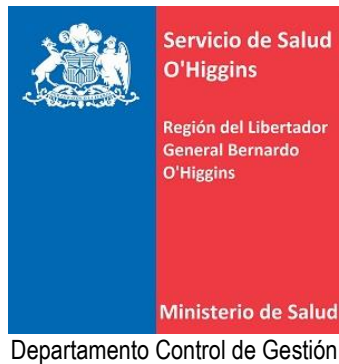 Servicio de Salud
O'Higgins
Región del Libertador
General Bernardo
O'Higgins
Ministerio de Salud
Departamento Control de Gestión